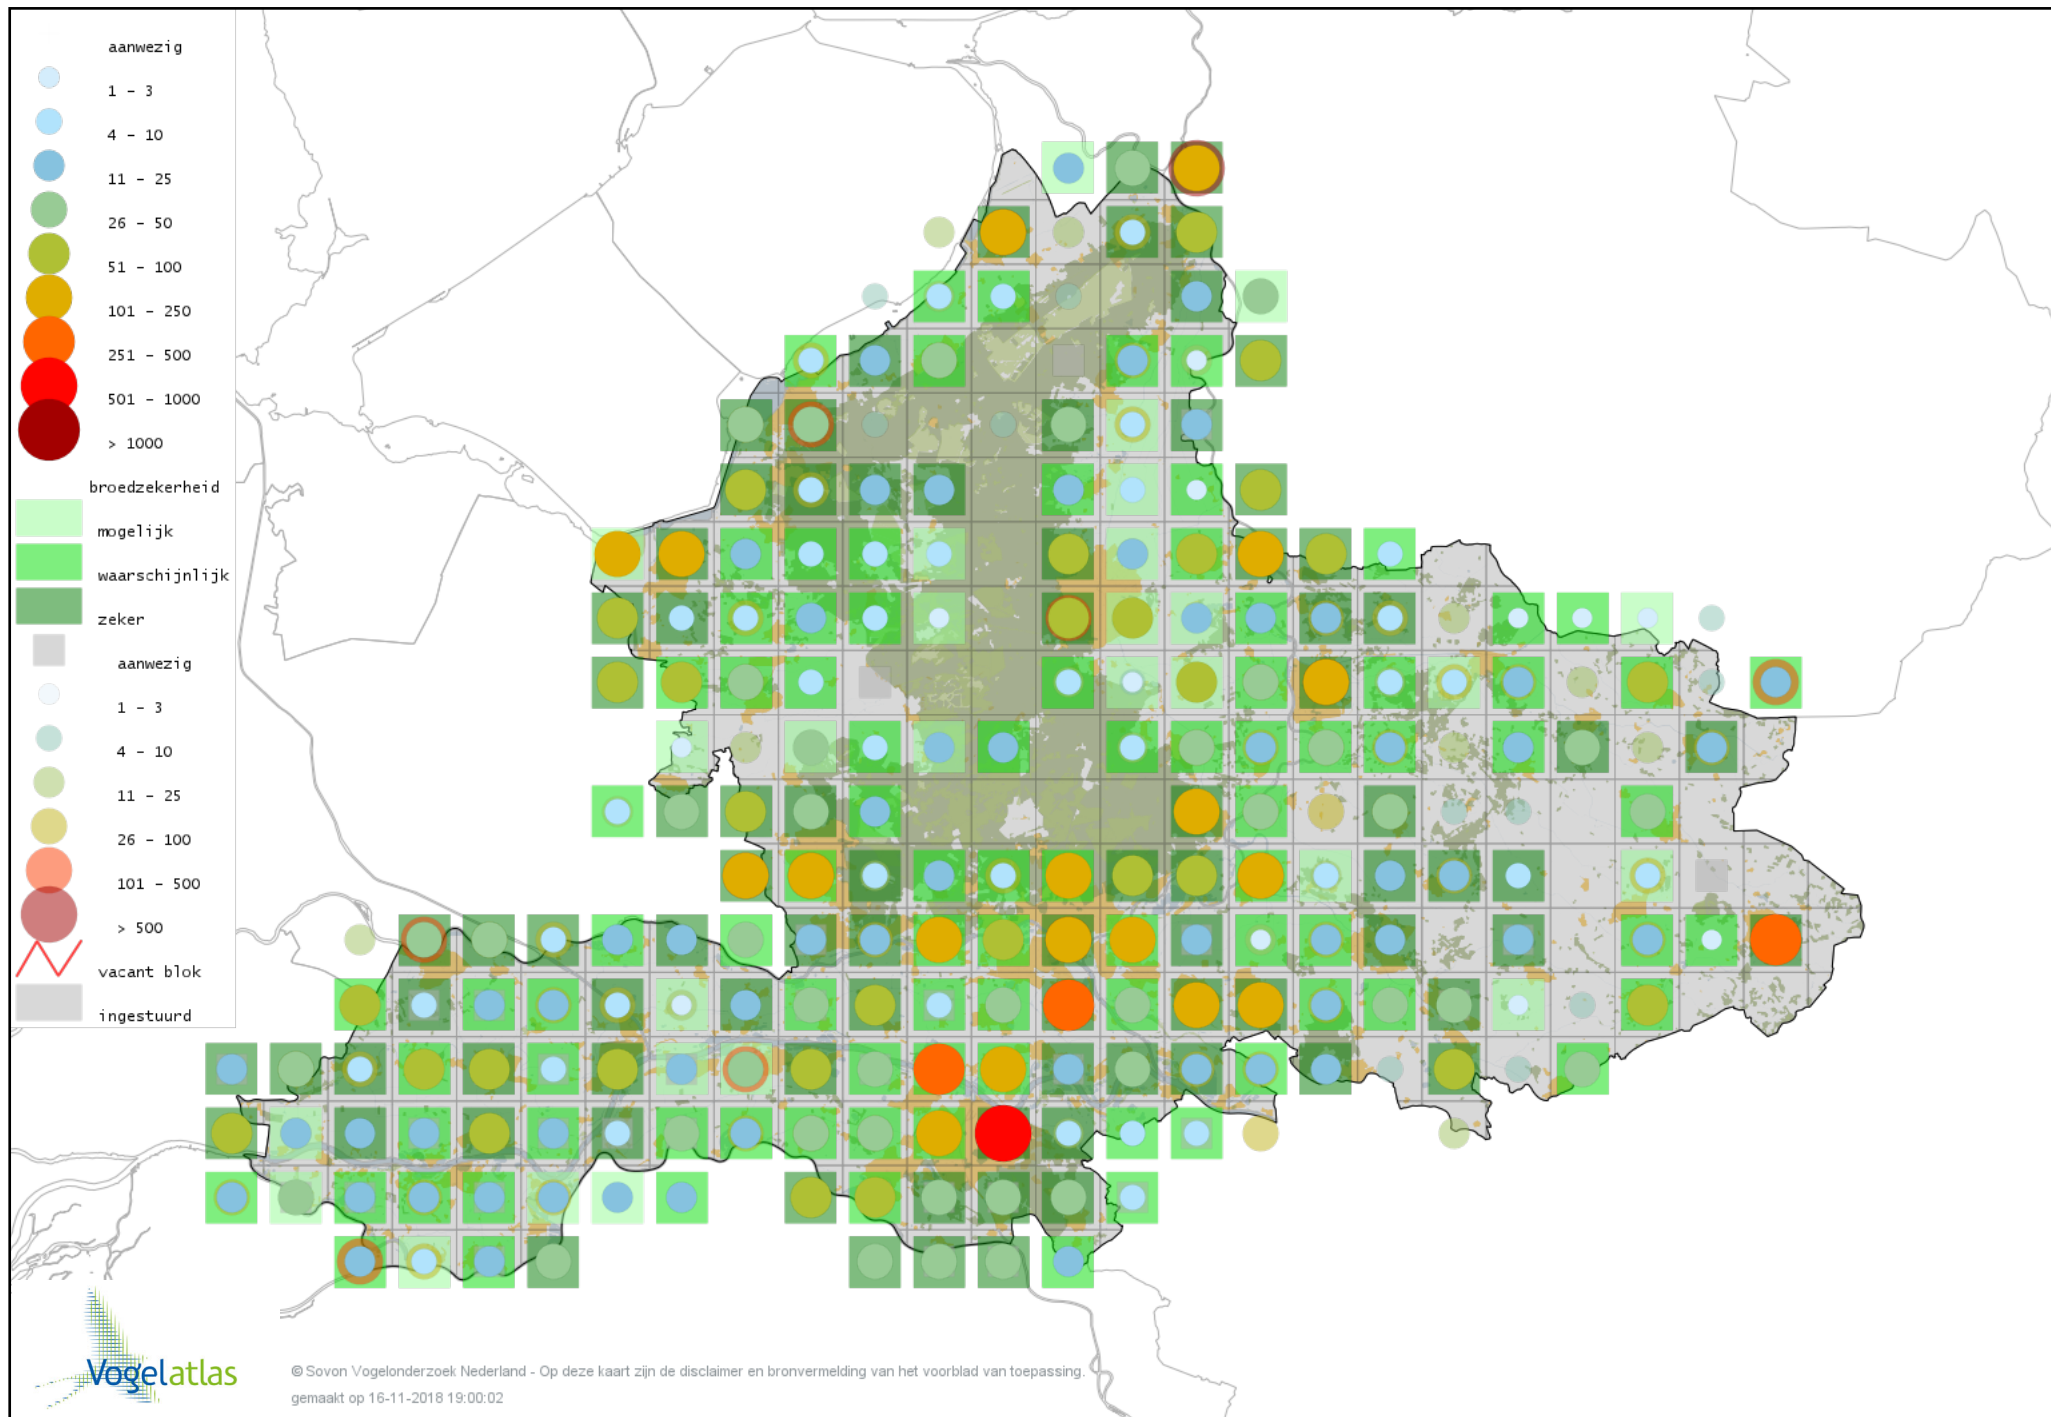 aanwezig
1 - 3
4 - 10
11 - 25
26 - 50
51 - 100
101 - 250
251 - 500
501 - 1000
> 1000
broedzekerheid
mogelijk
waarschijnlijk
zeker
aanwezig
1 - 3
4 - 10
11 - 25
26 - 100
101 - 500
> 500
vacant blok
ingestuurd
Vogelatlas
© Sovon Vogelonderzoek Nederland - Op deze kaart zijn de disclaimer en bronvermelding van het voorblad van toepassing.
gemaakt op 16-11-2018 19:00:02